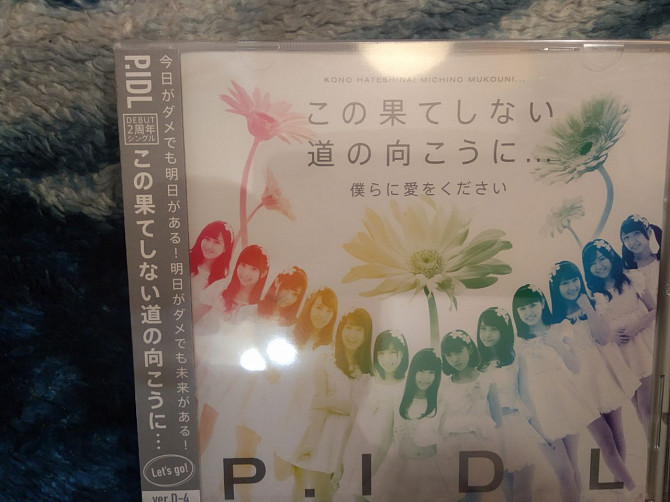 P.IDL
DEBUT
2周年
シングル
この果てしない道の向こうに…
今日がダメでも明日がある!明日がダメでも未来がある!
Let's go!
ver.D-4
KONO HATESHINAI MICHINO MUKOUNI...
この果てしない
道の向こうに…
僕らに愛をください
P.IDL